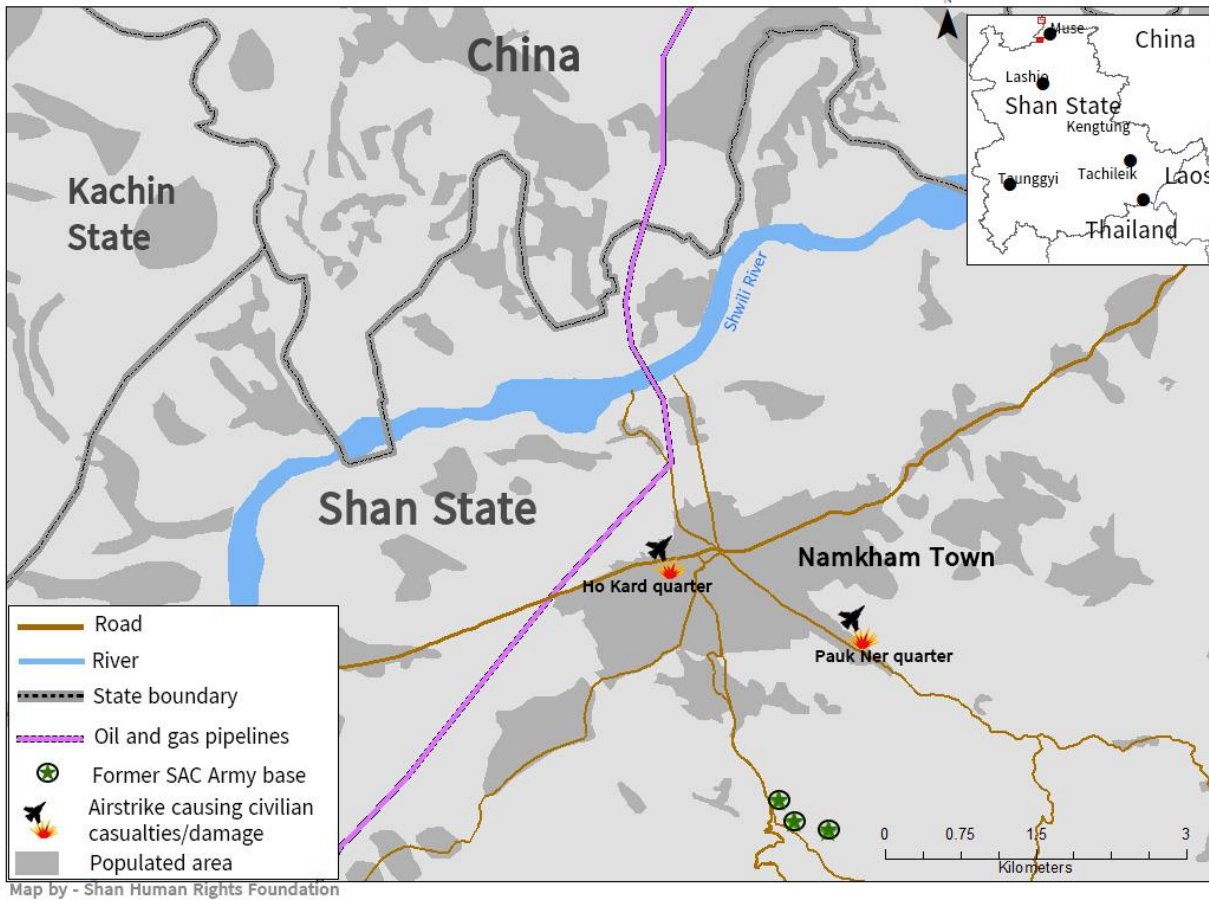 China
Kachin
State
Shwili River
Shan State
Namkham Town
Ho Kard quarter
Pauk Ner quarter
Muse
China
Lashio
Shan State
Kengtung
Taunggyi
Tachileik
Laos
Thailand
Road
River
State boundary
Oil and gas pipelines
Former SAC Army base
Airstrike causing civilian
casualties/damage
Populated area
0 0.75 1.5 3
Kilometers
Map by - Shan Human Rights Foundation